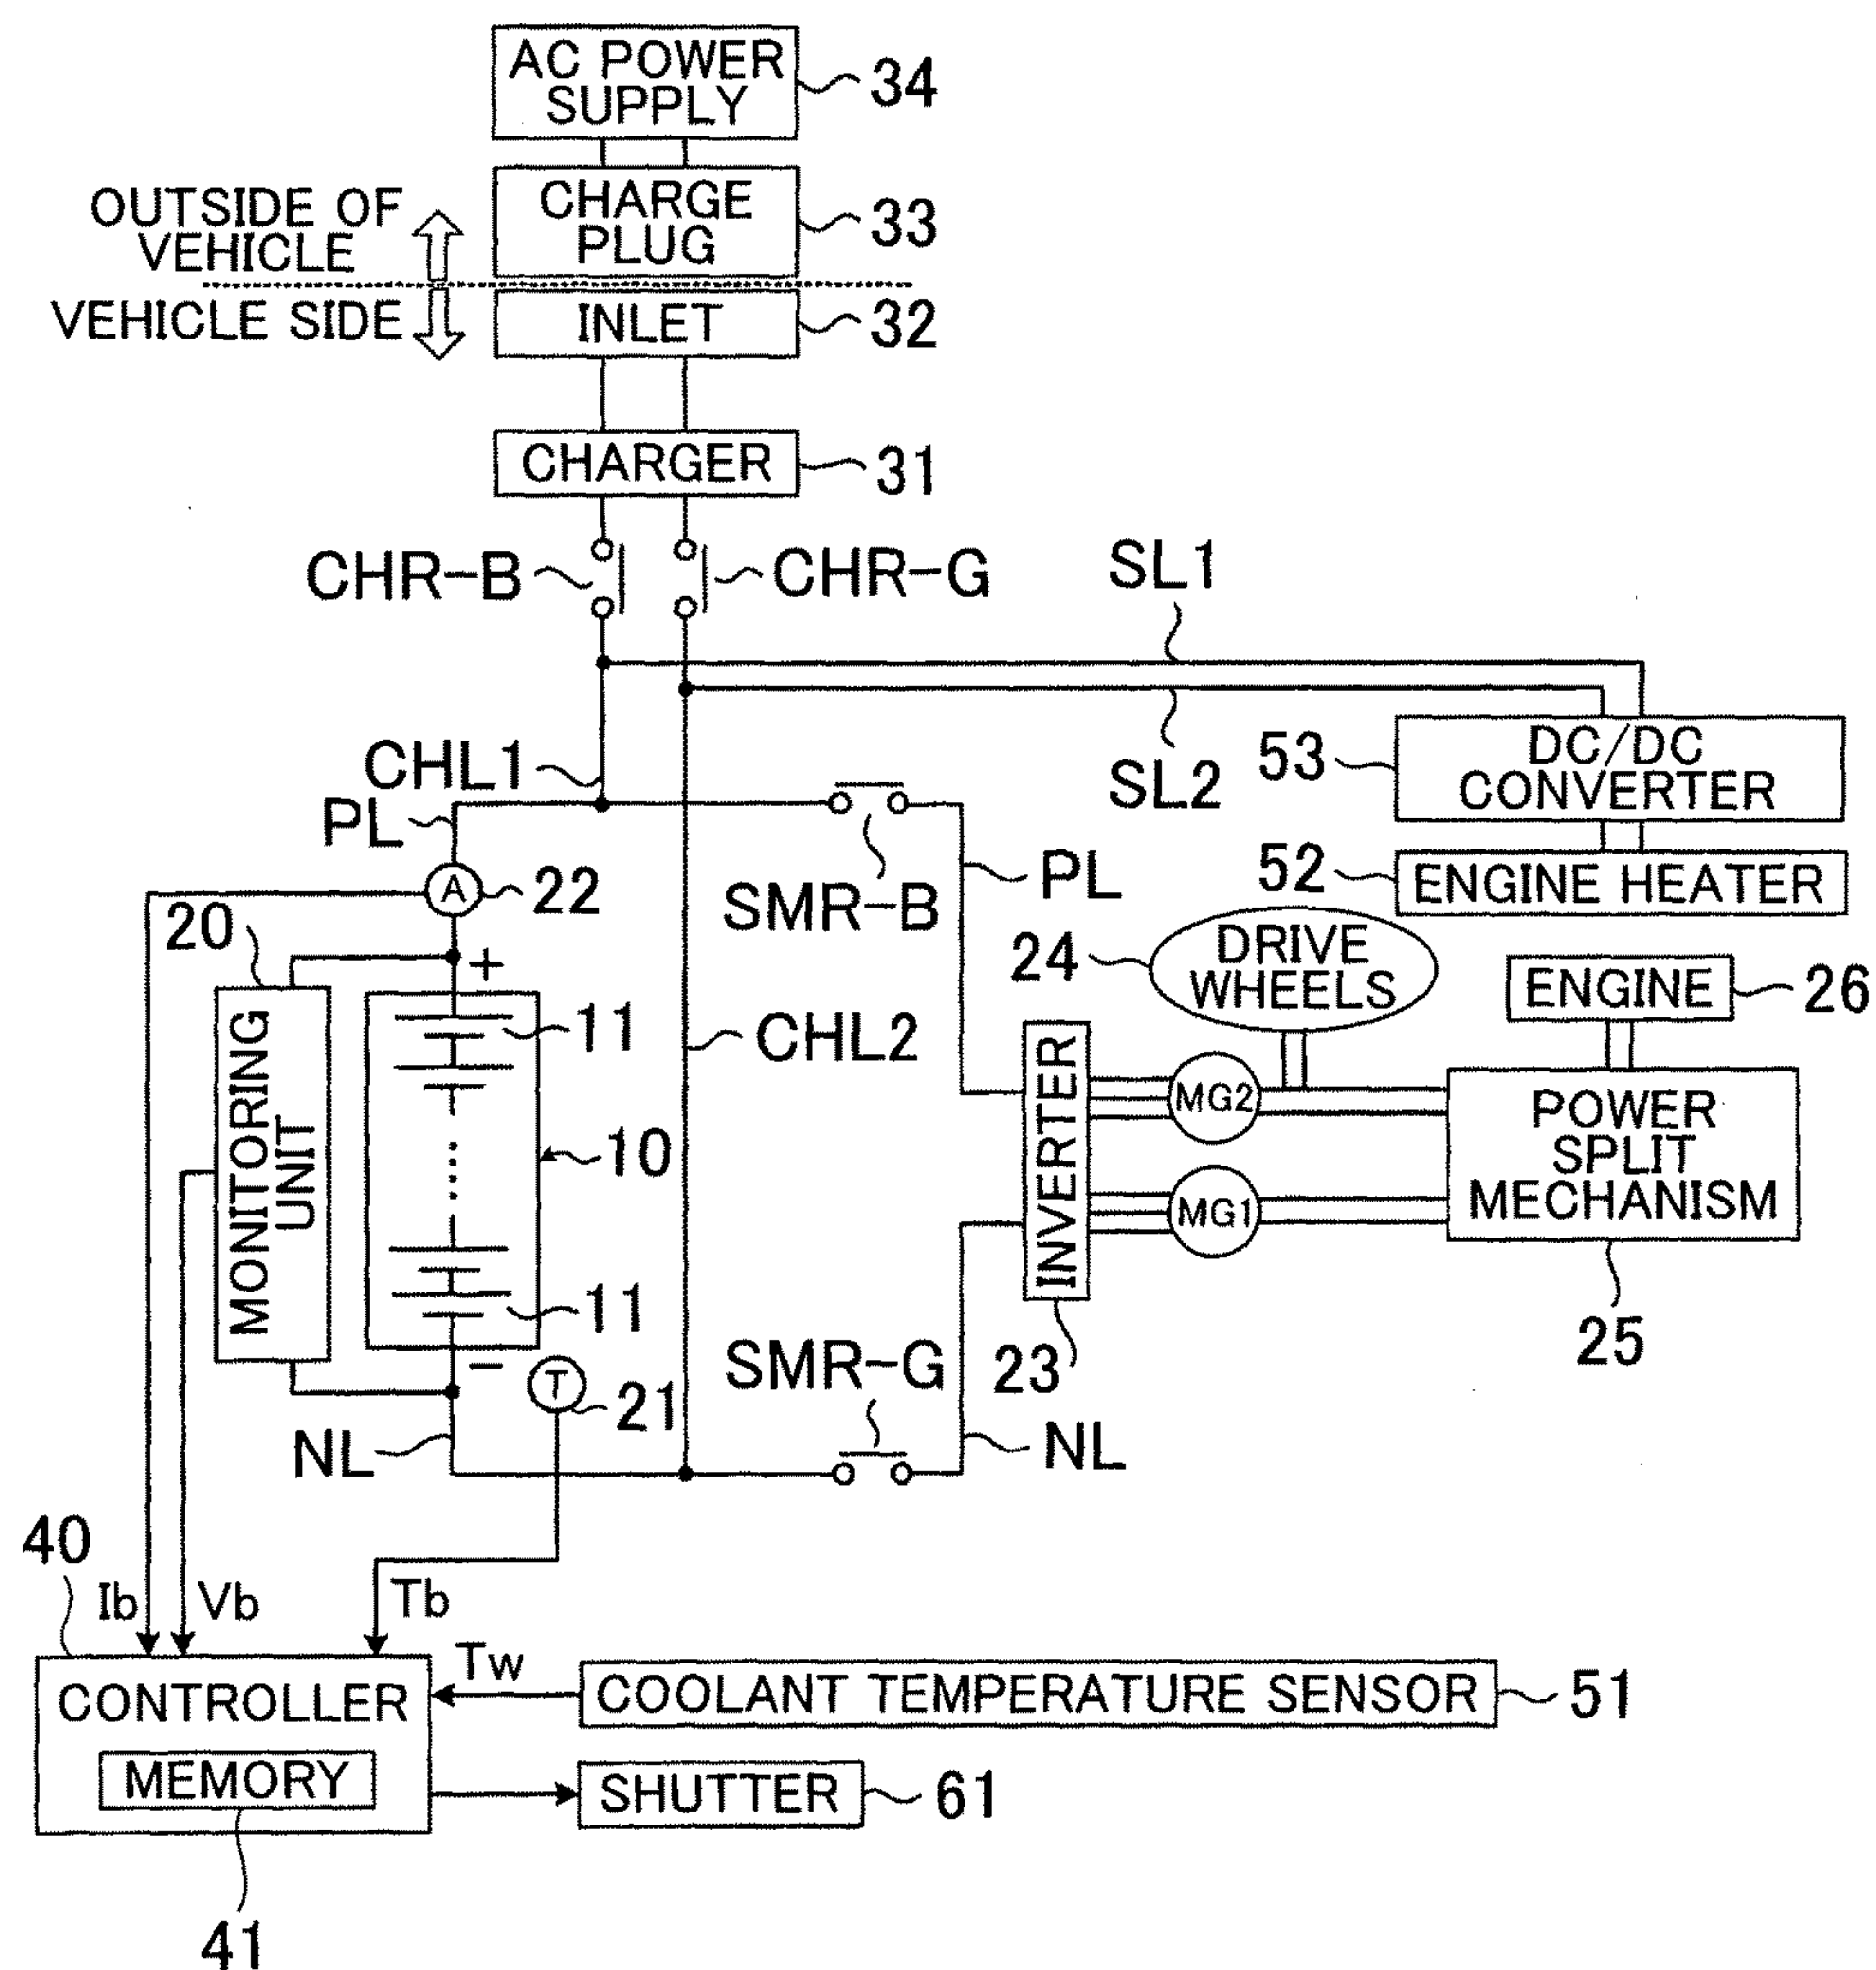 AC POWER
SUPPLY
34
OUTSIDE OF
VEHICLE
CHARGE
PLUG
33
VEHICLE SIDE
INLET
32
CHARGER
31
CHR-B
CHR-G
SL1
SL2
CHL1
53
DC/DC
CONVERTER
PL
SMR-B
PL
52
ENGINE HEATER
A
22
20
24
DRIVE
WHEELS
ENGINE
26
+
11
MONITORING
UNIT
CHL2
10
INVERTER
MG2
POWER
SPLIT
MECHANISM
MG1
11
23
25
−
T
21
SMR-G
NL
NL
40
Ib
Vb
Tb
Tw
CONTROLLER
COOLANT TEMPERATURE SENSOR
51
MEMORY
SHUTTER
61
41